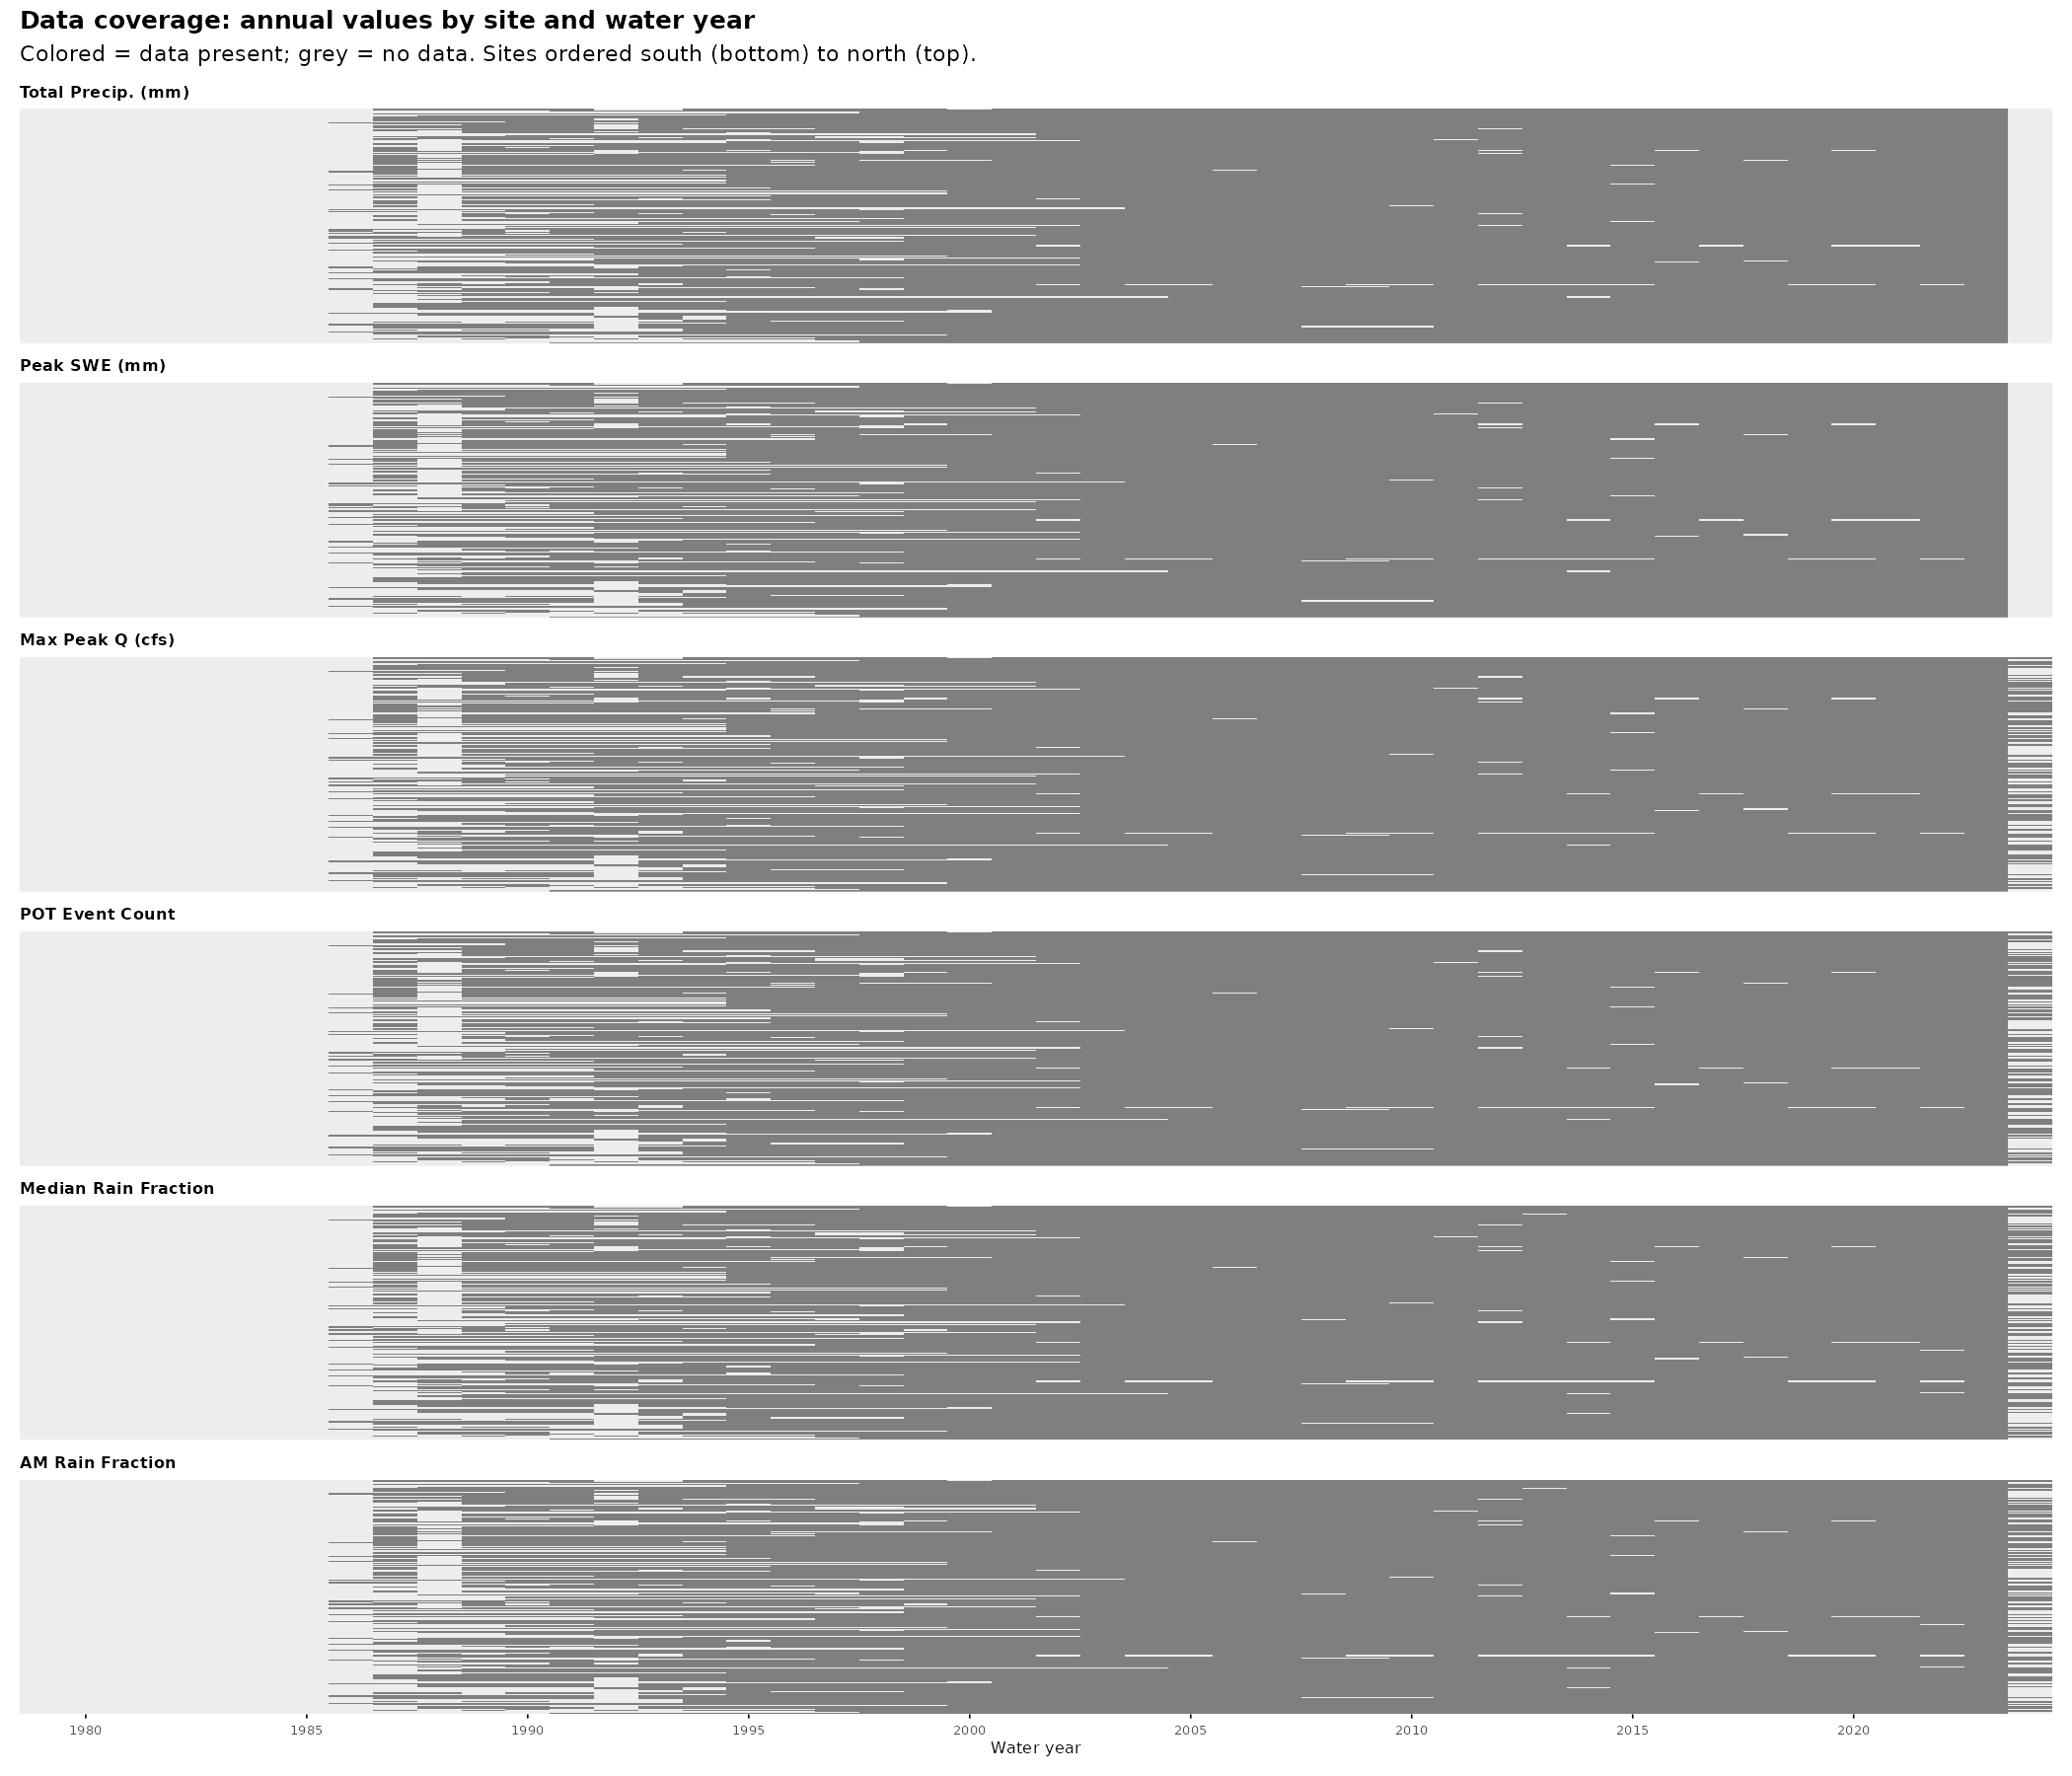 Data coverage: annual values by site and water year
Colored = data present; grey = no data. Sites ordered south (bottom) to north (top).
Total Precip. (mm)
Peak SWE (mm)
Max Peak Q (cfs)
POT Event Count
Median Rain Fraction
AM Rain Fraction
1980 1985 1990 1995 2000 2005 2010 2015 2020
Water year